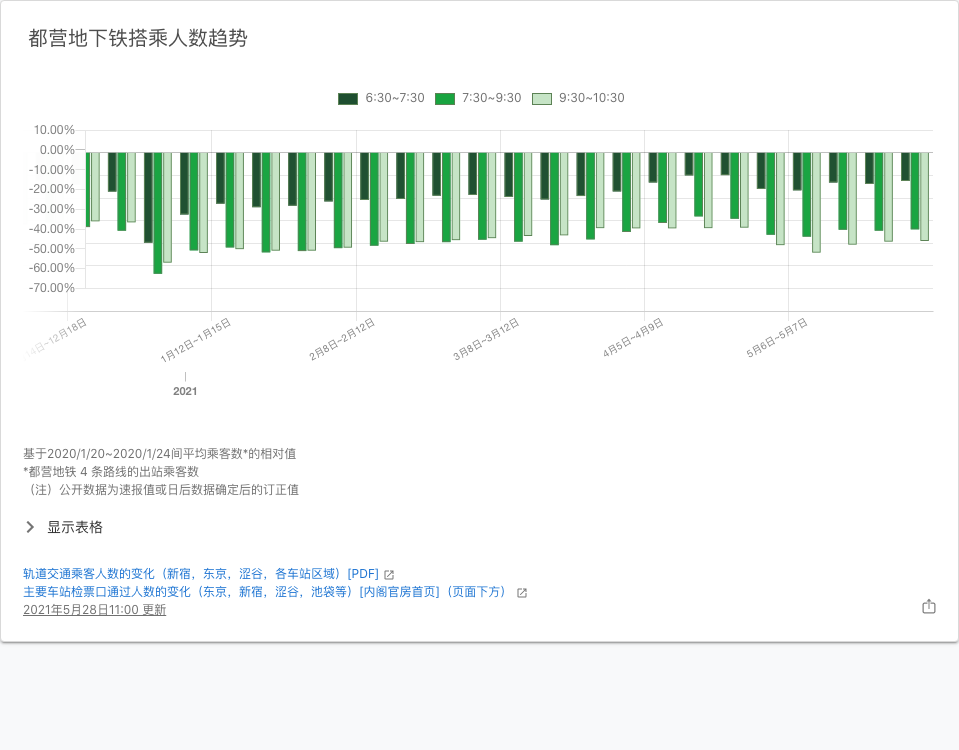 都营地下铁搭乘人数趋势
6:30~7:30 7:30~9:30 9:30~10:30
10.00%
0.00%
-10.00%
-20.00%
-30.00%
-40.00%
-50.00%
-60.00%
-70.00%
4日~12月18日 1月12日~1月15日 2月8日~2月12日 3月8日~3月12日 4月5日~4月9日 5月6日~5月7日
2021
基于2020/1/20~2020/1/24间平均乘客数*的相对值
*都营地铁 4 条路线的出站乘客数
（注）公开数据为速报值或日后数据确定后的订正值
显示表格
轨道交通乘客人数的变化（新宿，东京，涩谷，各车站区域）[PDF]
主要车站检票口通过人数的变化（东京，新宿，涩谷，池袋等）[内阁官房首页]（页面下方）
2021年5月28日11:00 更新